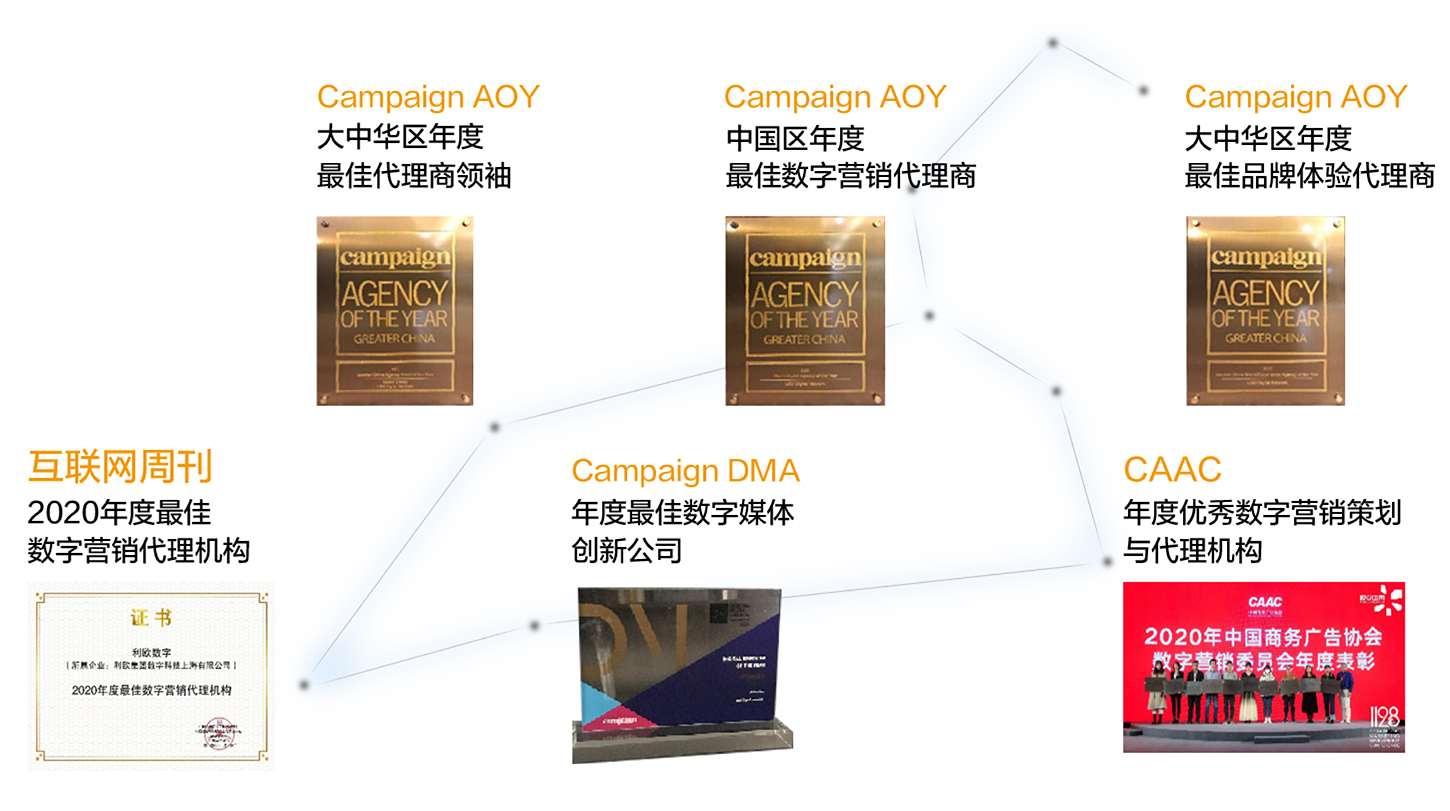 Campaign AOY
大中华区年度
最佳代理商领袖
campaign
AGENCY
OF THE YEAR
GREATER CHINA
Campaign AOY
中国区年度
最佳数字营销代理商
campaign
AGENCY
OF THE YEAR
GREATER CHINA
Campaign AOY
大中华区年度
最佳品牌体验代理商
campaign
AGENCY
OF THE YEAR
GREATER CHINA
互联网周刊
2020年度最佳
数字营销代理机构
证书
利欧数字
(所属企业：利欧集团数字科技上海有限公司)
2020年度最佳数字营销代理机构
Campaign DMA
年度最佳数字媒体
创新公司
OF THE YEAR
campaign
CAAC
年度优秀数字营销策划
与代理机构
CAAC
2020年中国商务广告协会
数字营销委员会年度表彰
1128